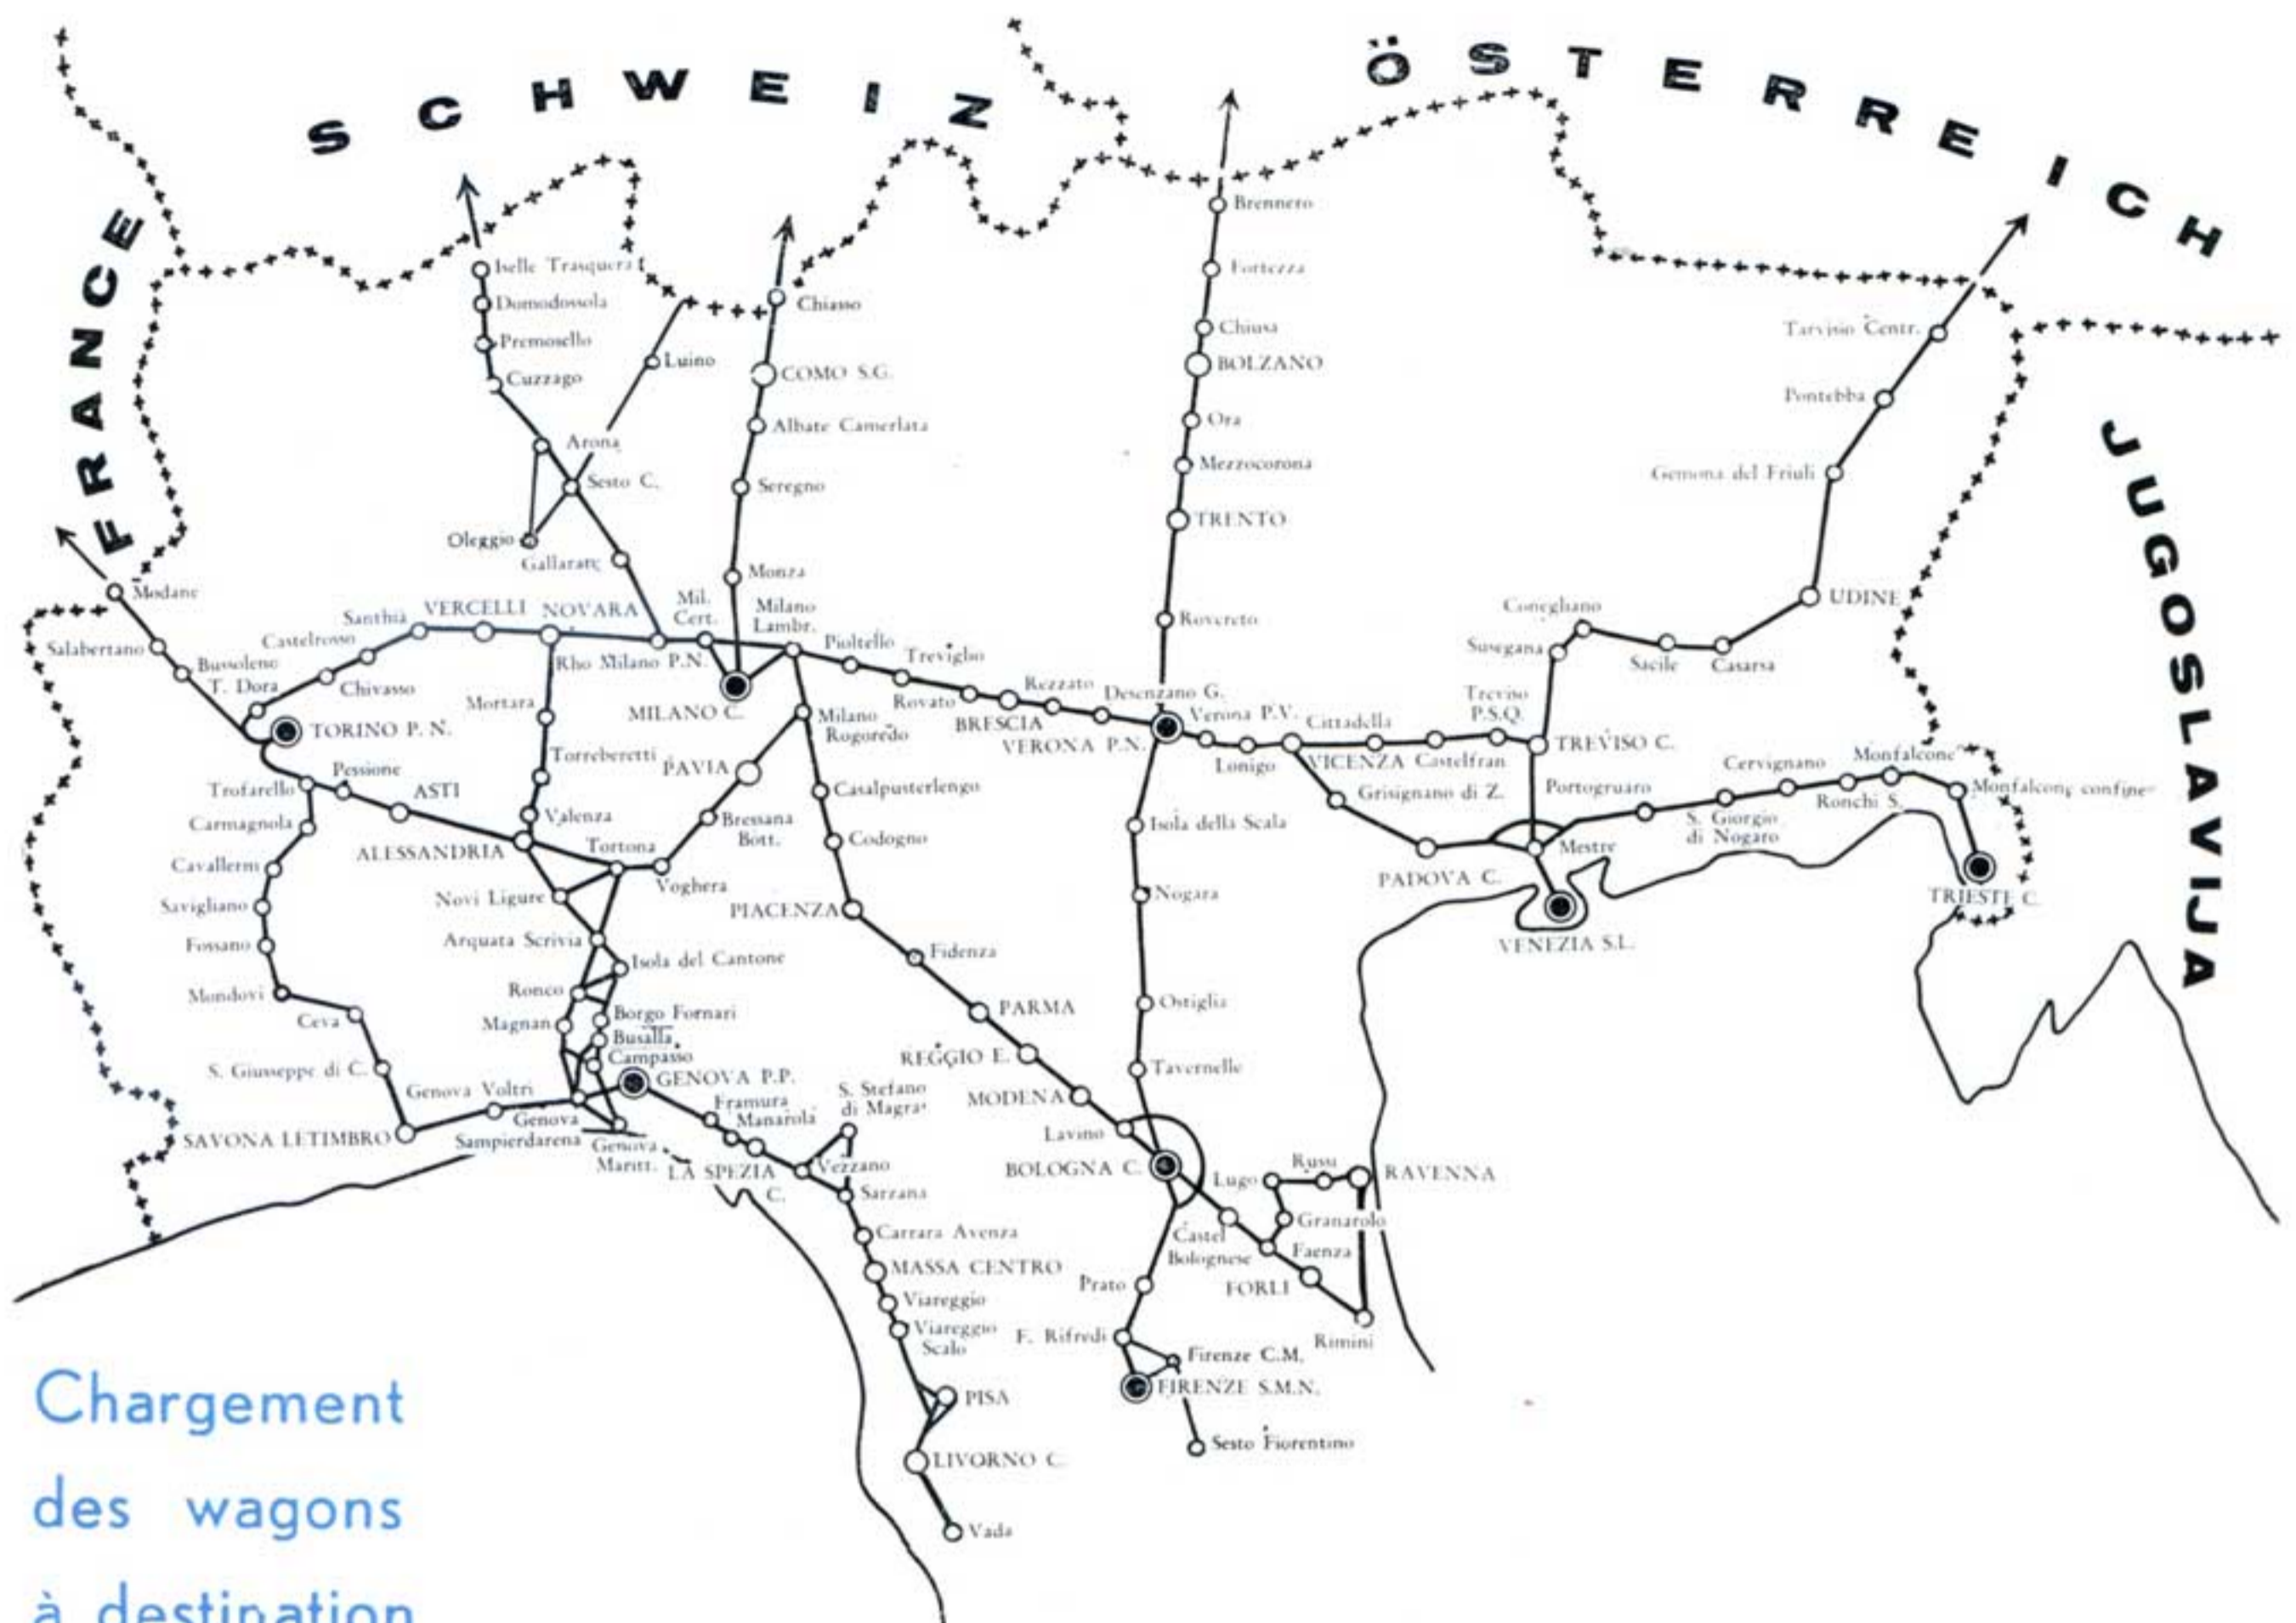 SCHWEIZ
ÖSTERREICH
FRANCE
JUGOSLAVIJA
Brennero
Fortezza
Chiusa
BOLZANO
Ora
Mezzocorona
TRENTO
Rovereto
Iselle Trasquera
Domodossola
Premosello
Cuzzago
Arona
Sesto C.
Oleggio
Gallarate
Luino
Chiasso
COMO S.G.
Albate Camerlata
Seregno
Monza
Tarvisio Centr.
Pontebba
Gemona del Friuli
UDINE
Conegliano
Susegana
Sacile
Casarsa
Modane
Salabertano
Bussoleno
T. Dora
Castelrosso
Chivasso
Santhià
VERCELLI
NOVARA
Rho
Milano P.N.
Mil.
Cert.
Milano
Lambr.
MILANO C.
Pioltello
Treviglio
Rovato
BRESCIA
Rezzato
Desenzano G.
VERONA P.N.
Verona P.V.
Lonigo
VICENZA
Cittadella
Castelfran
Treviso
P.S.Q.
TREVISO C.
TORINO P. N.
Trofarello
Pessione
ASTI
Mortara
Torreberetti
Valenza
ALESSANDRIA
Tortona
Voghera
PAVIA
Bressana
Bott.
Milano
Rogoredo
Casalpusterlengo
Codogno
PIACENZA
Fidenza
PARMA
REGGIO E.
MODENA
Lavino
BOLOGNA C.
Isola della Scala
Nogara
Ostiglia
Tavernelle
Grisignano di Z.
PADOVA C.
Mestre
VENEZIA S.L.
Portogruaro
S. Giorgio
di Nogaro
Cervignano
Ronchi S.
Monfalcone
Monfalcone confine
TRIESTE C.
Carmagnola
Cavallerm
Savigliano
Fossano
Mondovi
Ceva
S. Giusseppe di C.
SAVONA LETIMBRO
Genova Voltri
Genova
Sampierdarena
Genova
Maritt.
Novi Ligure
Arquata Scrivia
Isola del Cantone
Ronco
Borgo Fornari
Magnan
Busalla
Campasso
GENOVA P.P.
Framura
Manarola
LA SPEZIA
C.
S. Stefano
di Magra
Vezzano
Sarzana
Carrara Avenza
MASSA CENTRO
Viareggio
Viareggio
Scalo
PISA
LIVORNO C.
Vada
Lugo
Russi
RAVENNA
Granarolo
Castel
Bolognese
Faenza
FORLI
Rimini
Prato
F. Rifredi
Firenze C.M.
FIRENZE S.M.N.
Sesto Fiorentino
Chargement
des wagons
à destination